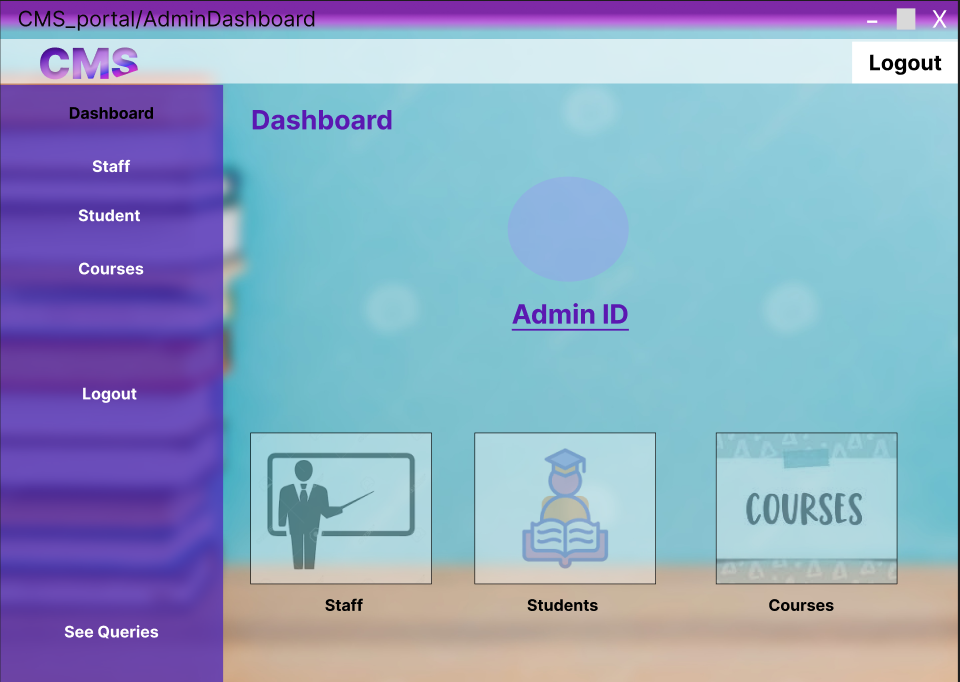 CMS_portal/AdminDashboard
– X
CMS
Logout
Dashboard
Staff
Student
Courses
Logout
See Queries
Dashboard
Admin ID
COURSES
Staff
Students
Courses